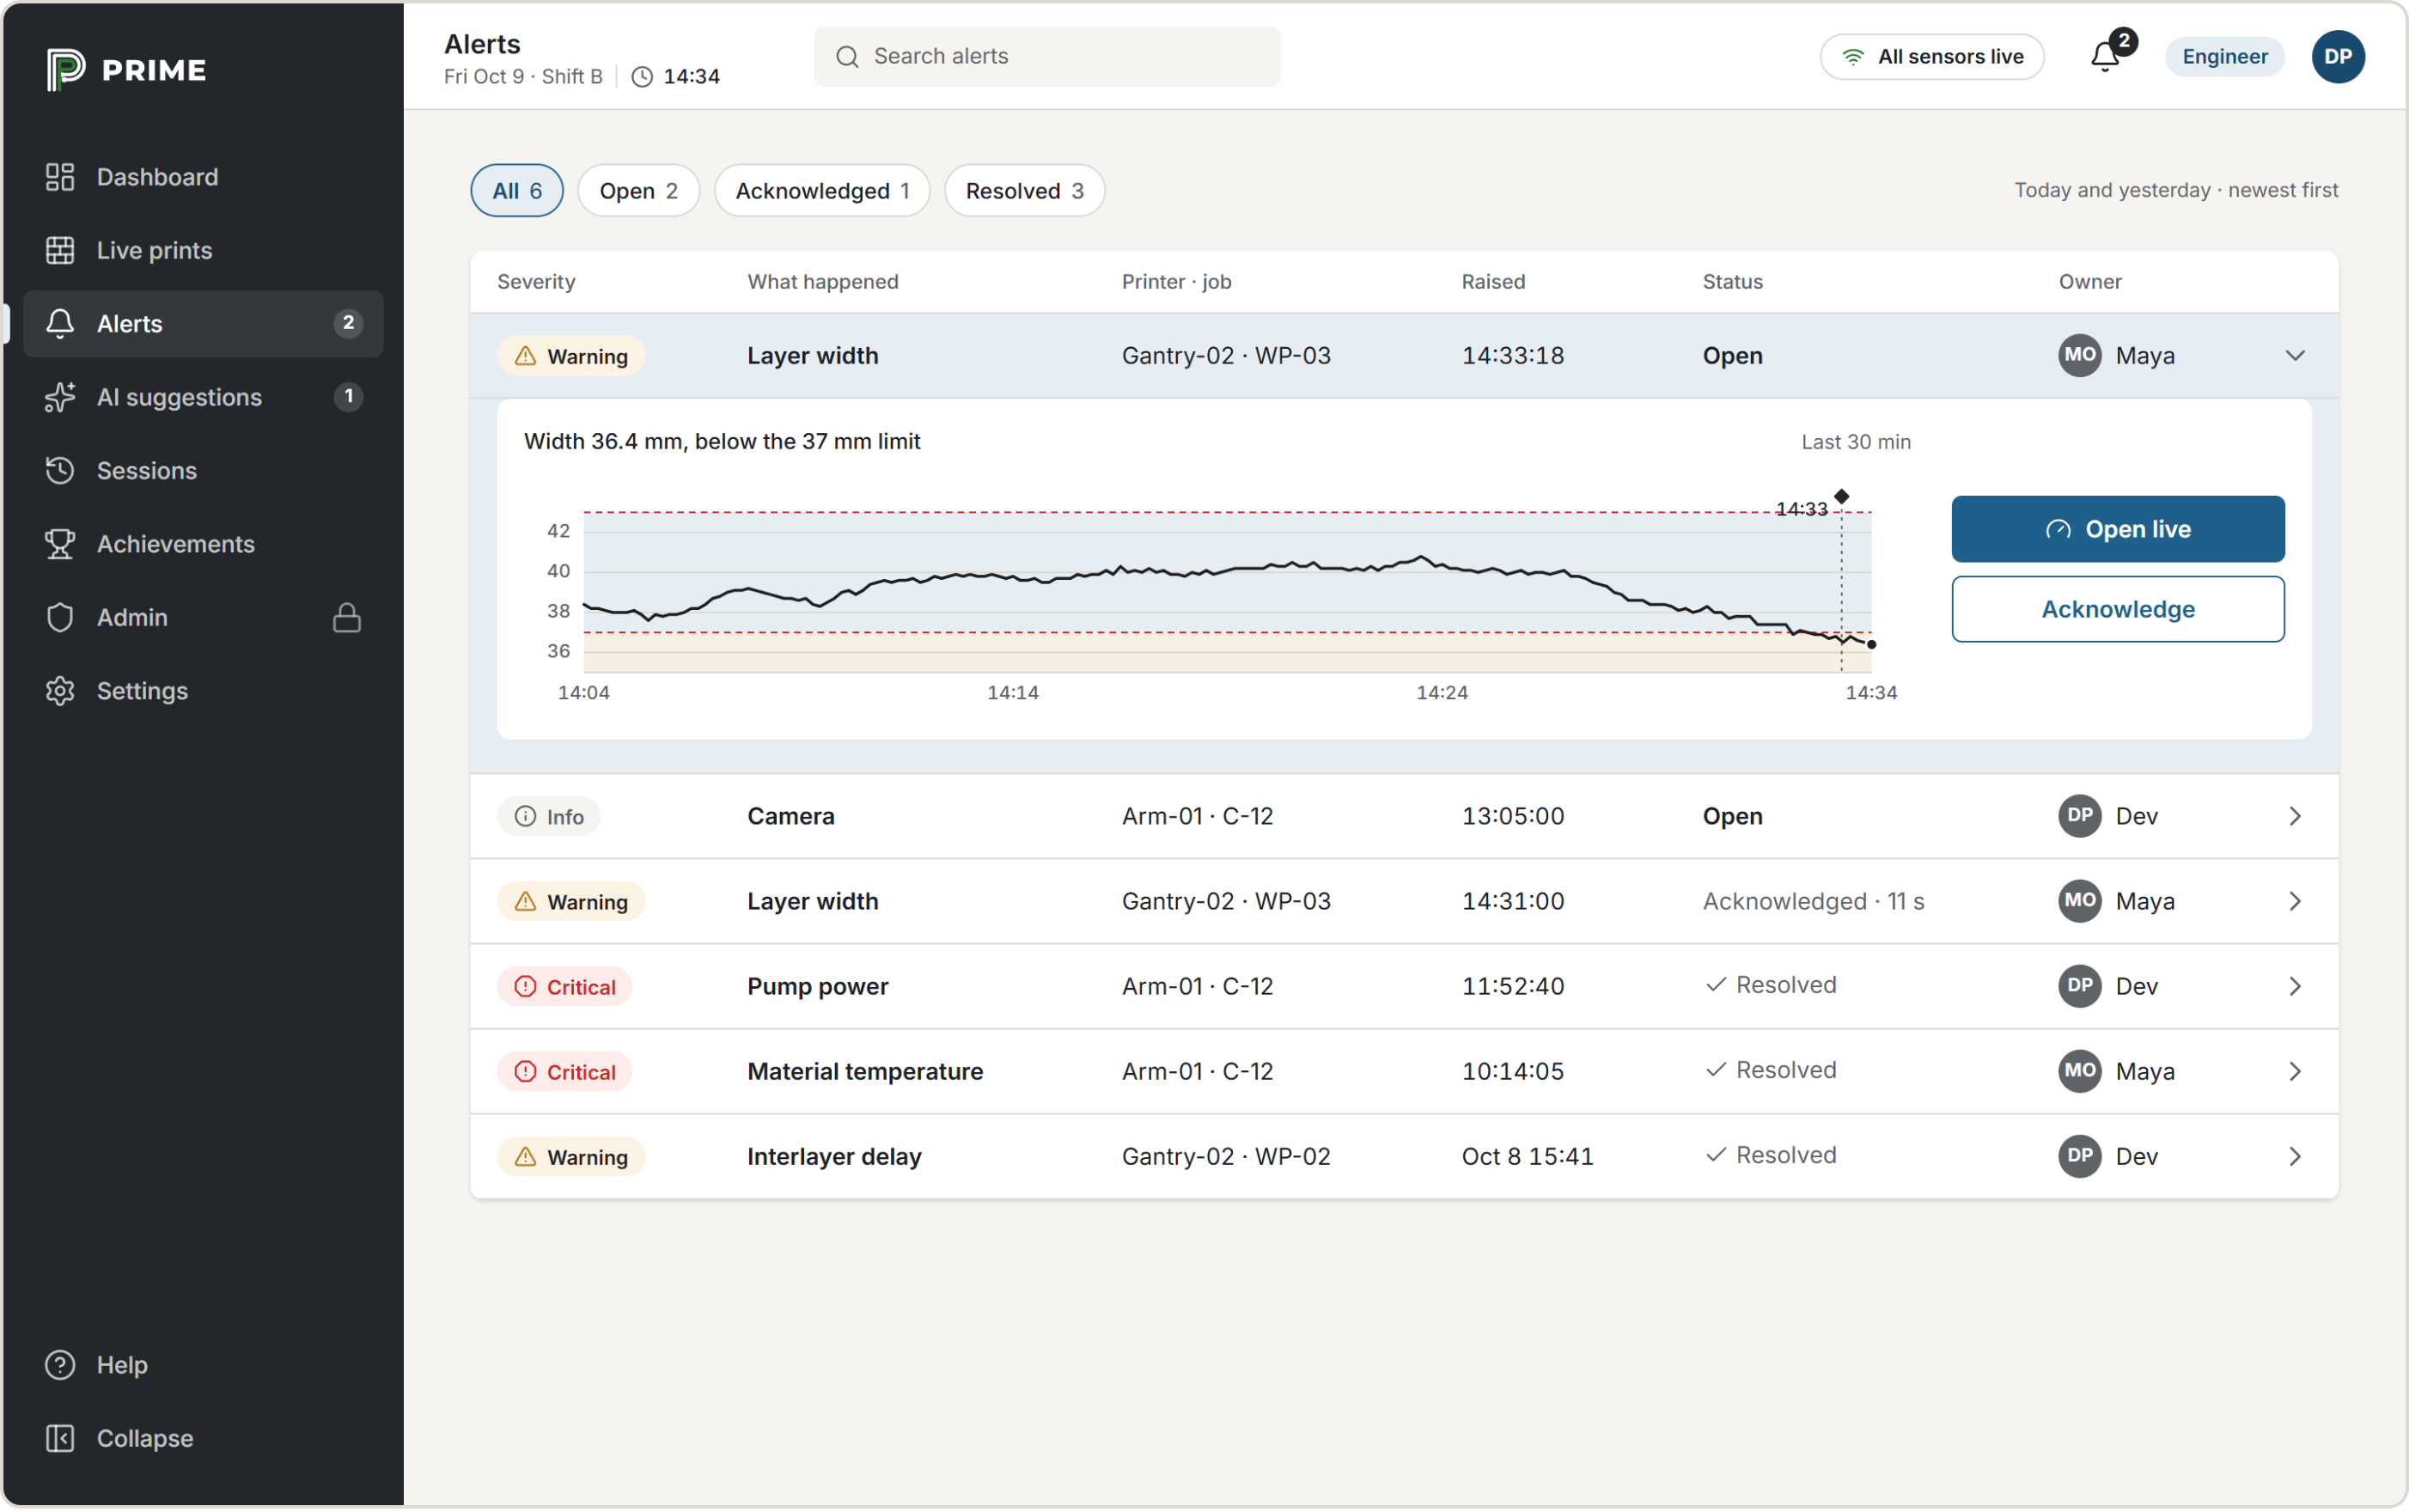 PRIME
Dashboard
Live prints
Alerts 2
AI suggestions 1
Sessions
Achievements
Admin
Settings
Help
Collapse
Alerts
Fri Oct 9 · Shift B 14:34
Search alerts
All sensors live
2
Engineer
DP
All 6
Open 2
Acknowledged 1
Resolved 3
Today and yesterday · newest first
Severity What happened Printer · job Raised Status Owner
Warning Layer width Gantry-02 · WP-03 14:33:18 Open MO Maya
Width 36.4 mm, below the 37 mm limit
Last 30 min
14:33
42
40
38
36
14:04 14:14 14:24 14:34
Open live
Acknowledge
Info Camera Arm-01 · C-12 13:05:00 Open DP Dev
Warning Layer width Gantry-02 · WP-03 14:31:00 Acknowledged · 11 s MO Maya
Critical Pump power Arm-01 · C-12 11:52:40 Resolved DP Dev
Critical Material temperature Arm-01 · C-12 10:14:05 Resolved MO Maya
Warning Interlayer delay Gantry-02 · WP-02 Oct 8 15:41 Resolved DP Dev